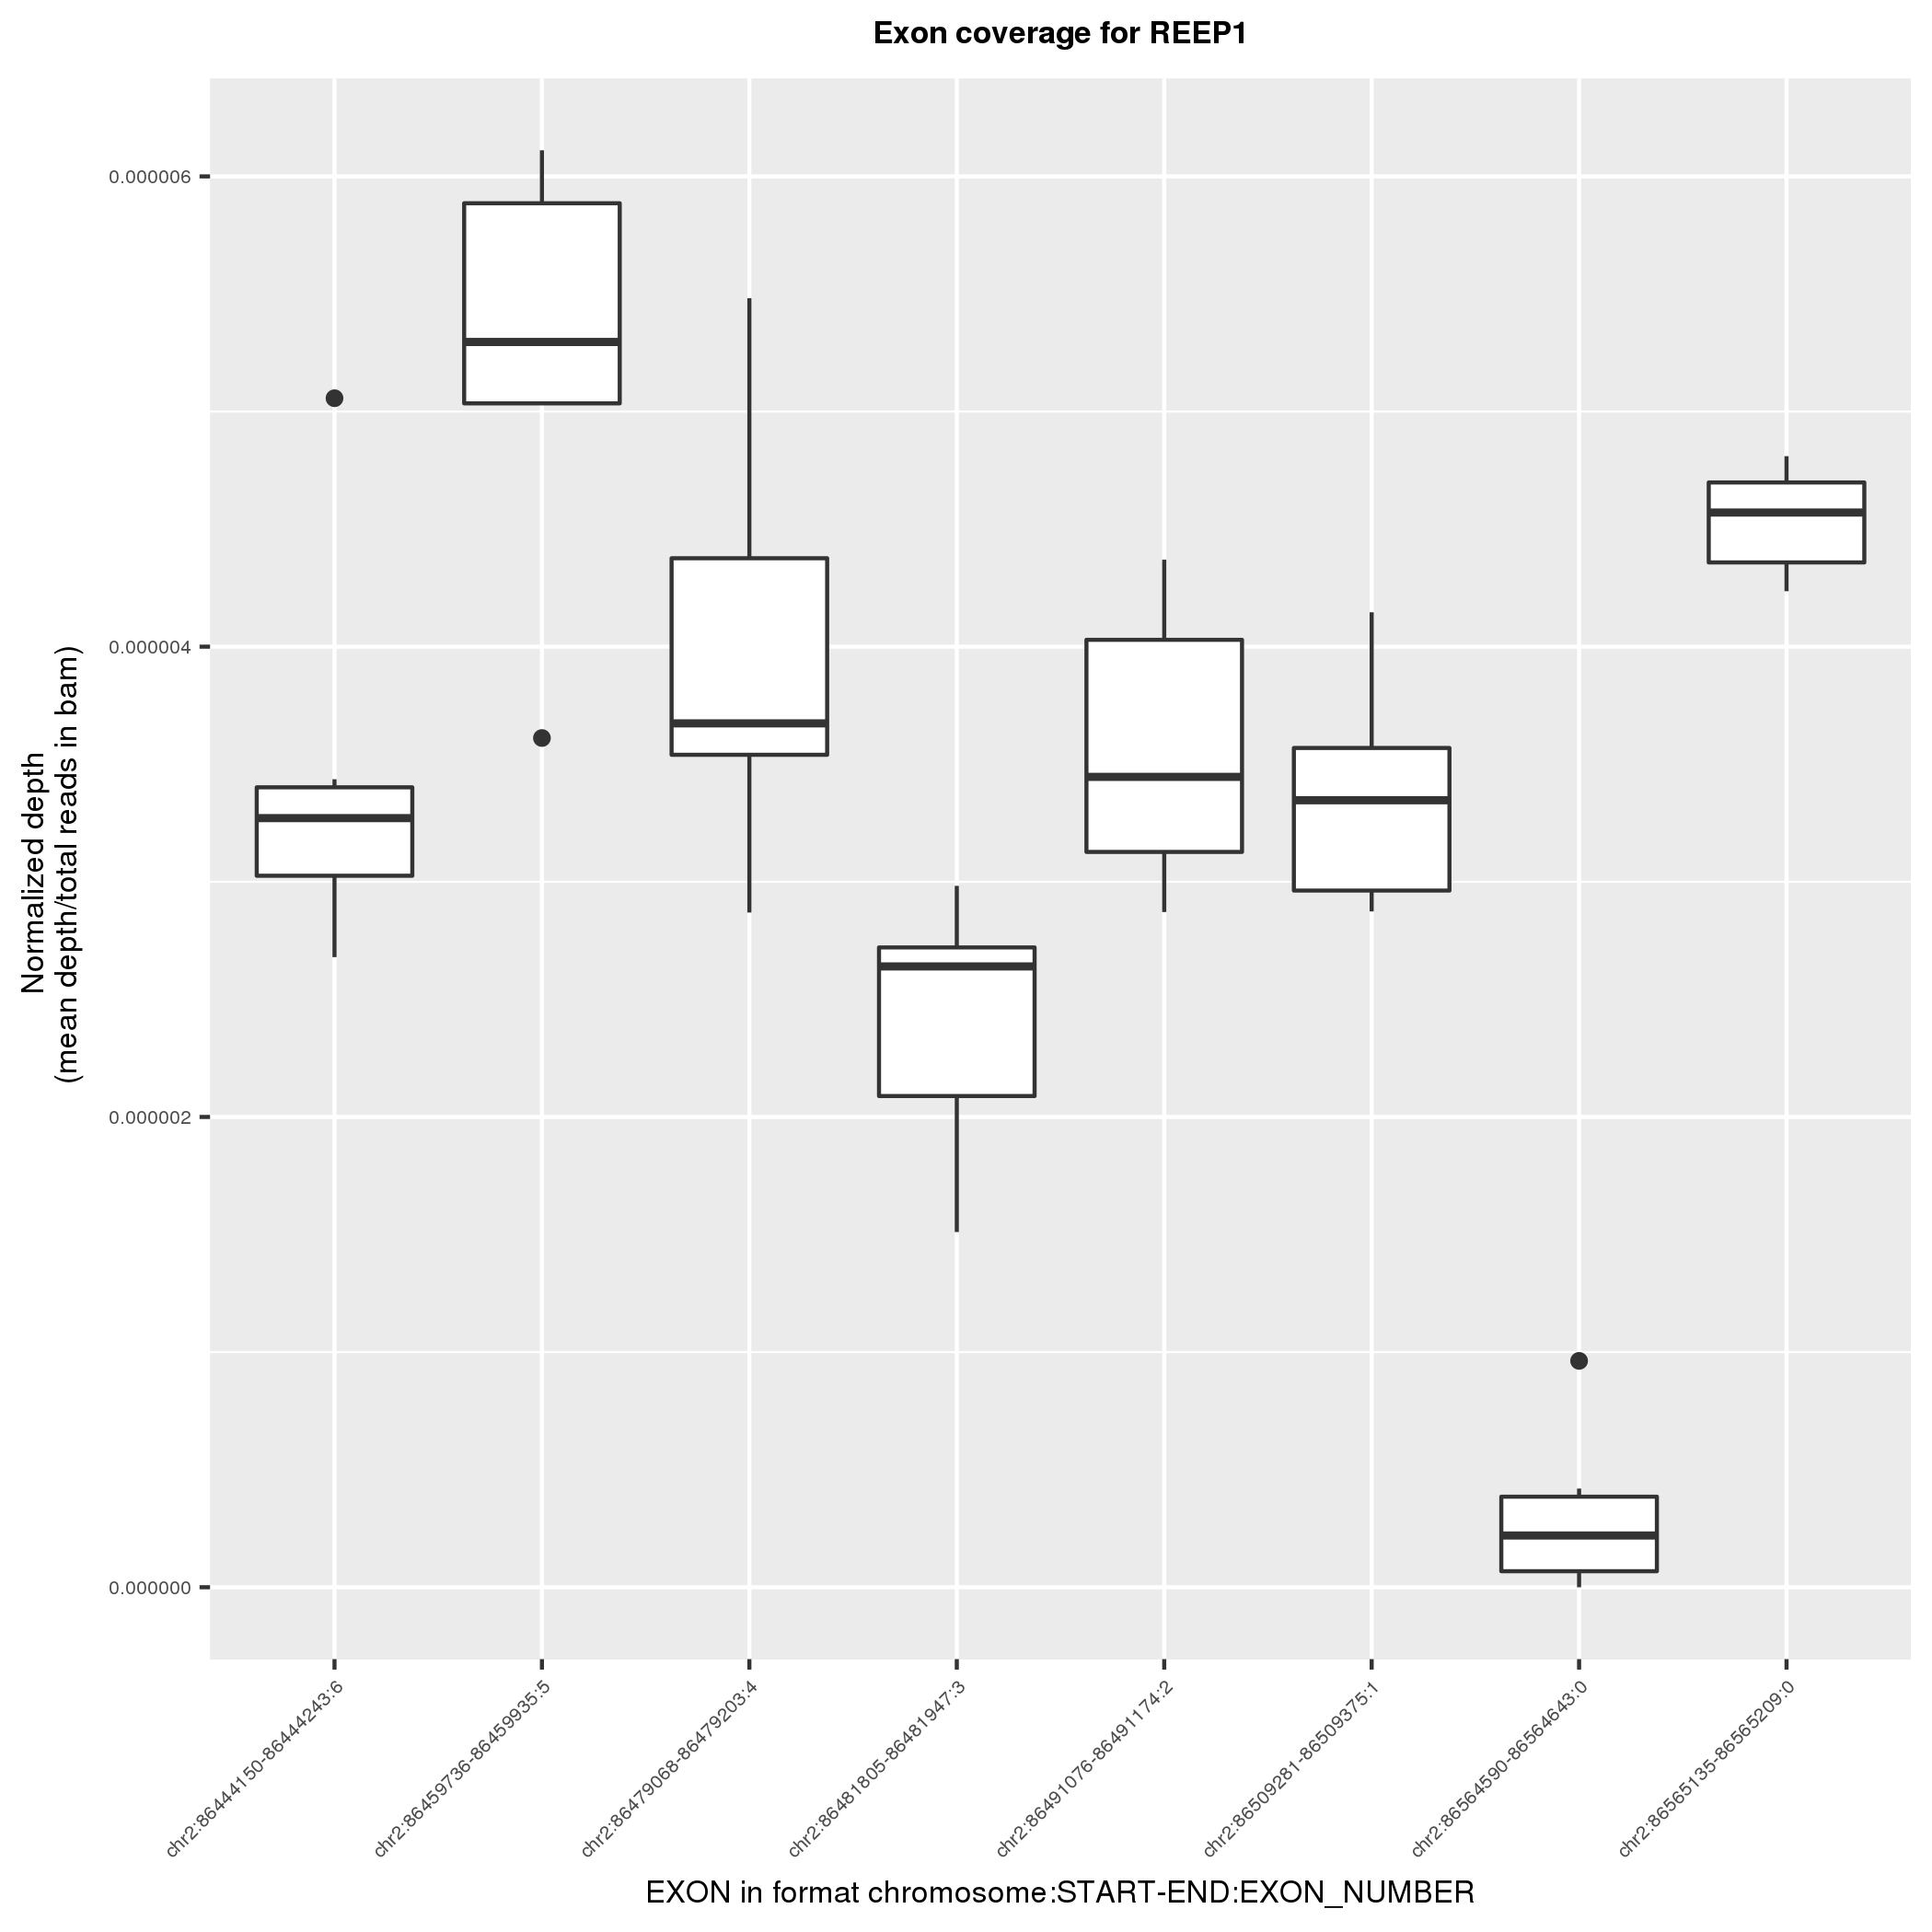 Exon coverage for REEP1
Normalized depth
(mean depth/total reads in bam)
0.000006
0.000004
0.000002
0.000000
chr2:86444150-86444243:6
chr2:86459736-86459935:5
chr2:86479068-86479203:4
chr2:86481805-86481947:3
chr2:86491076-86491174:2
chr2:86509281-86509375:1
chr2:86564590-86564643:0
chr2:86565135-86565209:0
EXON in format chromosome:START-END:EXON_NUMBER